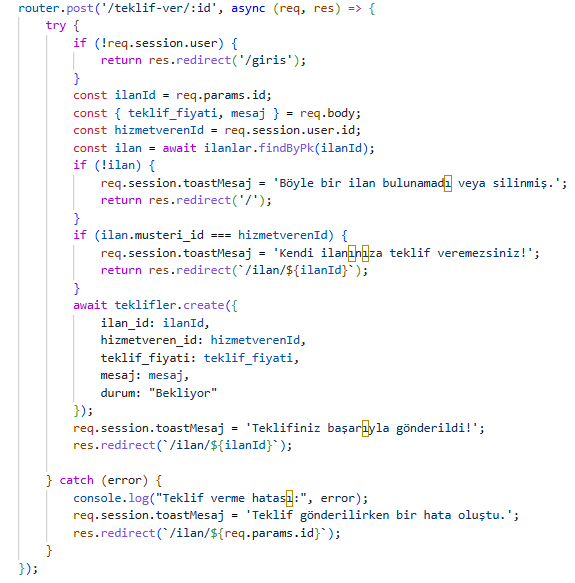 router.post('/teklif-ver/:id', async (req, res) => {
    try {
        if (!req.session.user) {
            return res.redirect('/giris');
        }
        const ilanId = req.params.id;
        const { teklif_fiyati, mesaj } = req.body;
        const hizmetverenId = req.session.user.id;
        const ilan = await ilanlar.findByPk(ilanId);
        if (!ilan) {
            req.session.toastMesaj = 'Böyle bir ilan bulunamadı veya silinmiş.';
            return res.redirect('/');
        }
        if (ilan.musteri_id === hizmetverenId) {
            req.session.toastMesaj = 'Kendi ilanınıza teklif veremezsiniz!';
            return res.redirect(`/ilan/${ilanId}`);
        }
        await teklifler.create({
            ilan_id: ilanId,
            hizmetveren_id: hizmetverenId,
            teklif_fiyati: teklif_fiyati,
            mesaj: mesaj,
            durum: "Bekliyor"
        });
        req.session.toastMesaj = 'Teklifiniz başarıyla gönderildi!';
        res.redirect(`/ilan/${ilanId}`);

    } catch (error) {
        console.log("Teklif verme hatası:", error);
        req.session.toastMesaj = 'Teklif gönderilirken bir hata oluştu.';
        res.redirect(`/ilan/${req.params.id}`);
    }
});